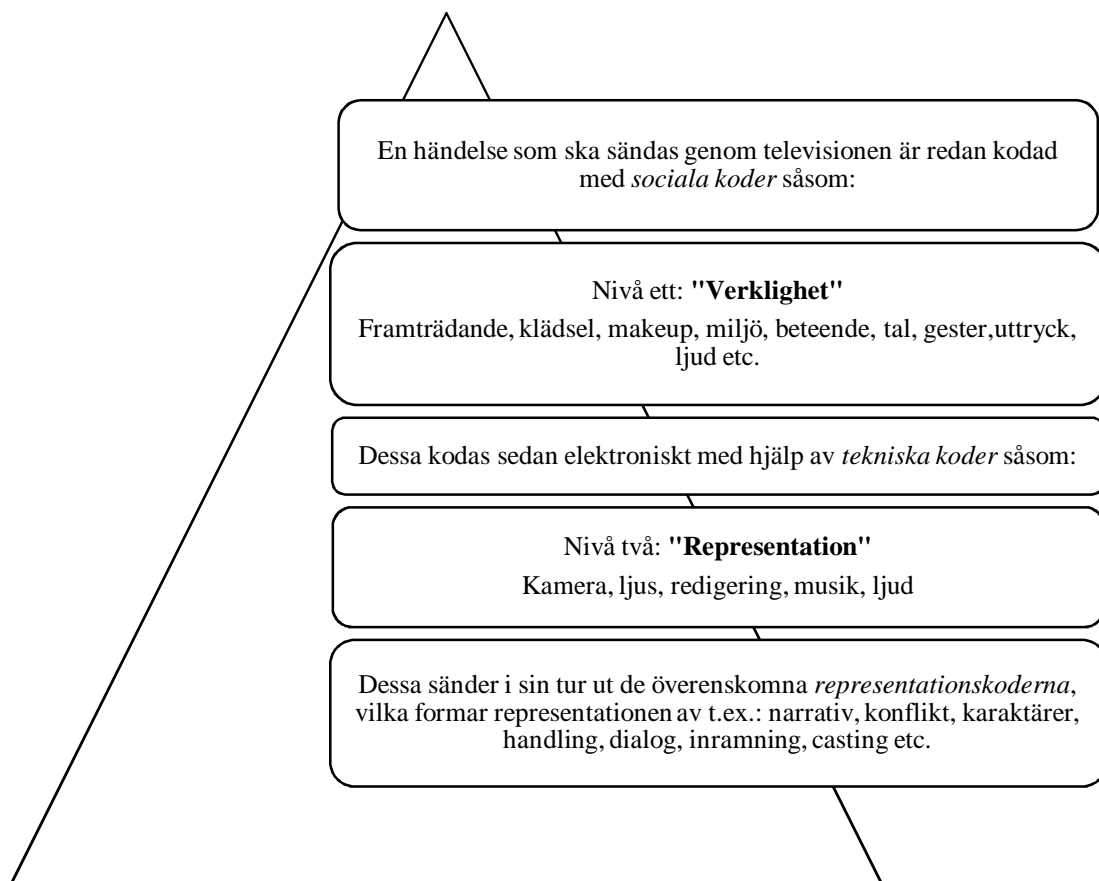 En händelse som ska sändas genom televisionen är redan kodad
med sociala koder såsom:
Nivå ett: "Verklighet"
Framträdande, klädsel, makeup, miljö, beteende, tal, gester,uttryck,
ljud etc.
Dessa kodas sedan elektroniskt med hjälp av tekniska koder såsom:
Nivå två: "Representation"
Kamera, ljus, redigering, musik, ljud
Dessa sänder i sin tur ut de överenskomna representationskoderna,
vilka formar representationen av t.ex.: narrativ, konflikt, karaktärer,
handling, dialog, inramning, casting etc.